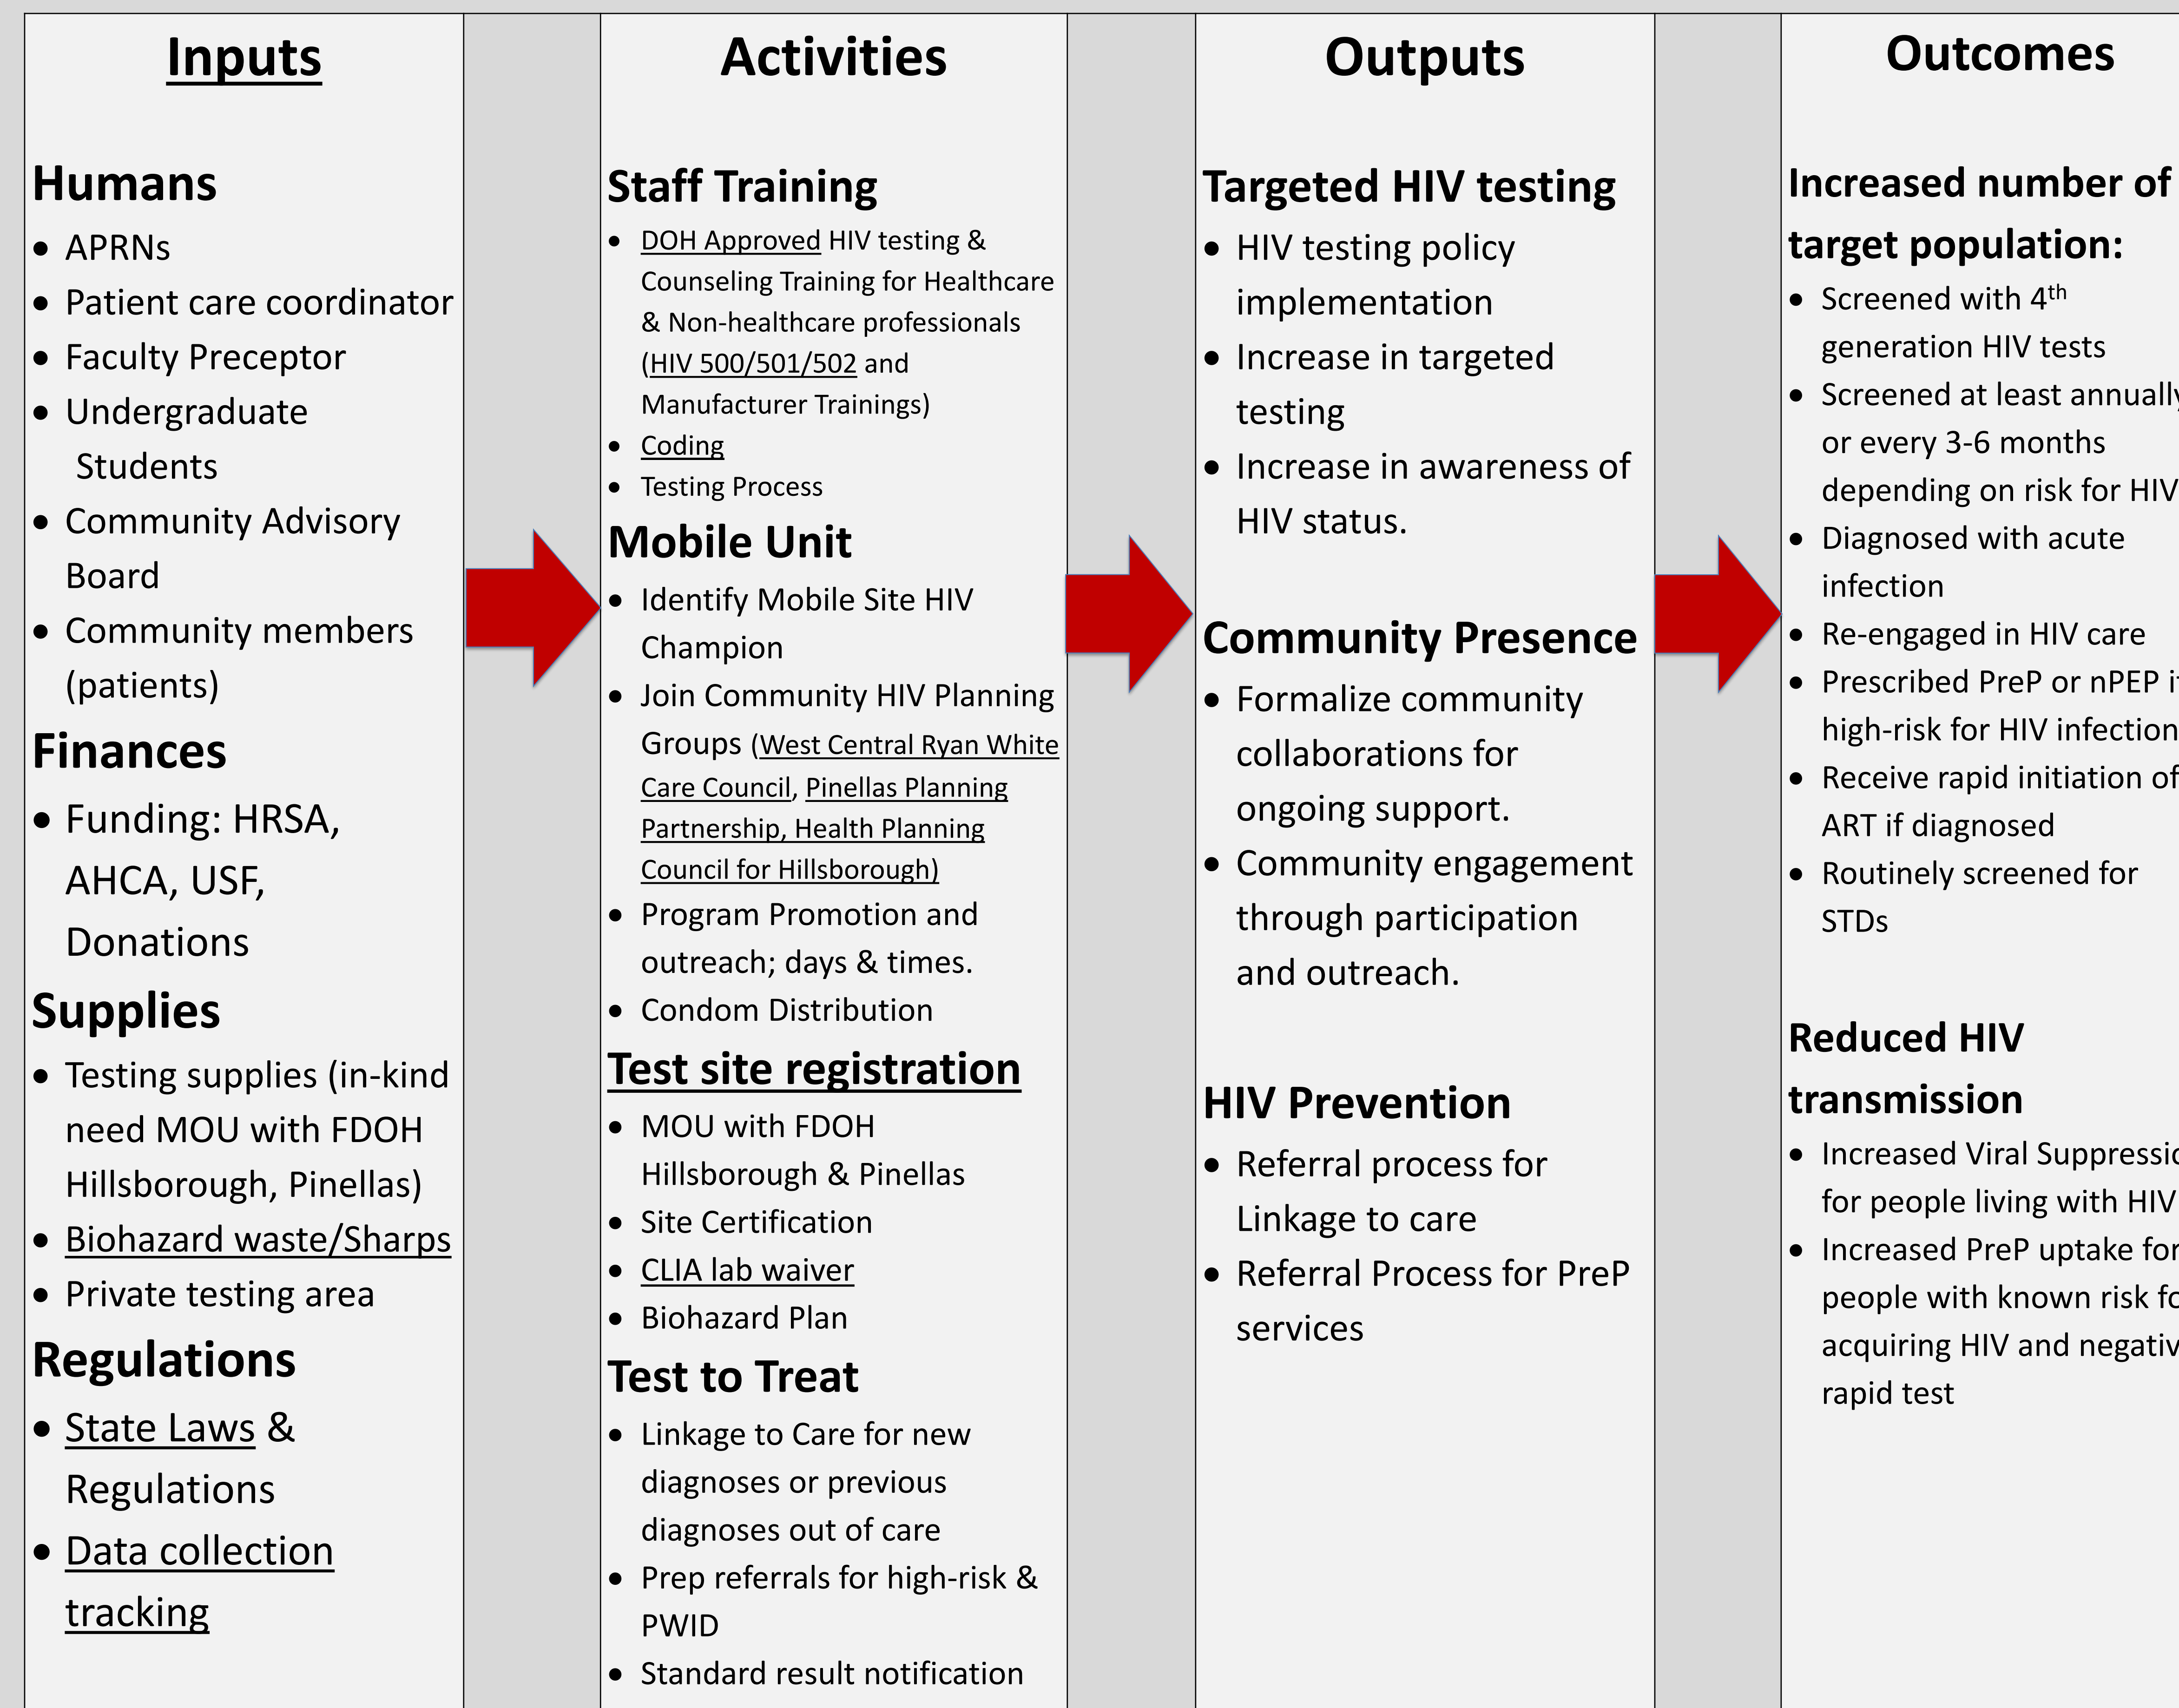 Inputs
Humans
• APRNs
• Patient care coordinator
• Faculty Preceptor
• Undergraduate
Students
• Community Advisory
Board
• Community members
(patients)
Finances
• Funding: HRSA,
AHCA, USF,
Donations
Supplies
• Testing supplies (in-kind
need MOU with FDOH
Hillsborough, Pinellas)
• Biohazard waste/Sharps
• Private testing area
Regulations
• State Laws &
Regulations
• Data collection
tracking
Activities
Staff Training
• DOH Approved HIV testing &
Counseling Training for Healthcare
& Non-healthcare professionals
(HIV 500/501/502 and
Manufacturer Trainings)
• Coding
• Testing Process
Mobile Unit
• Identify Mobile Site HIV
Champion
• Join Community HIV Planning
Groups (West Central Ryan White
Care Council, Pinellas Planning
Partnership, Health Planning
Council for Hillsborough)
• Program Promotion and
outreach; days & times.
• Condom Distribution
Test site registration
• MOU with FDOH
Hillsborough & Pinellas
• Site Certification
• CLIA lab waiver
• Biohazard Plan
Test to Treat
• Linkage to Care for new
diagnoses or previous
diagnoses out of care
• Prep referrals for high-risk &
PWID
• Standard result notification
Outputs
Targeted HIV testing
• HIV testing policy
implementation
• Increase in targeted
testing
• Increase in awareness of
HIV status.
Community Presence
• Formalize community
collaborations for
ongoing support.
• Community engagement
through participation
and outreach.
HIV Prevention
• Referral process for
Linkage to care
• Referral Process for PreP
services
Outcomes
Increased number of
target population:
• Screened with 4th
generation HIV tests
• Screened at least annually
or every 3-6 months
depending on risk for HIV
• Diagnosed with acute
infection
• Re-engaged in HIV care
• Prescribed PreP or nPEP if
high-risk for HIV infection
• Receive rapid initiation of
ART if diagnosed
• Routinely screened for
STDs
Reduced HIV
transmission
• Increased Viral
for people living with HIV
• Increased PreP uptake for
people with known risk
acquiring HIV and
rapid test